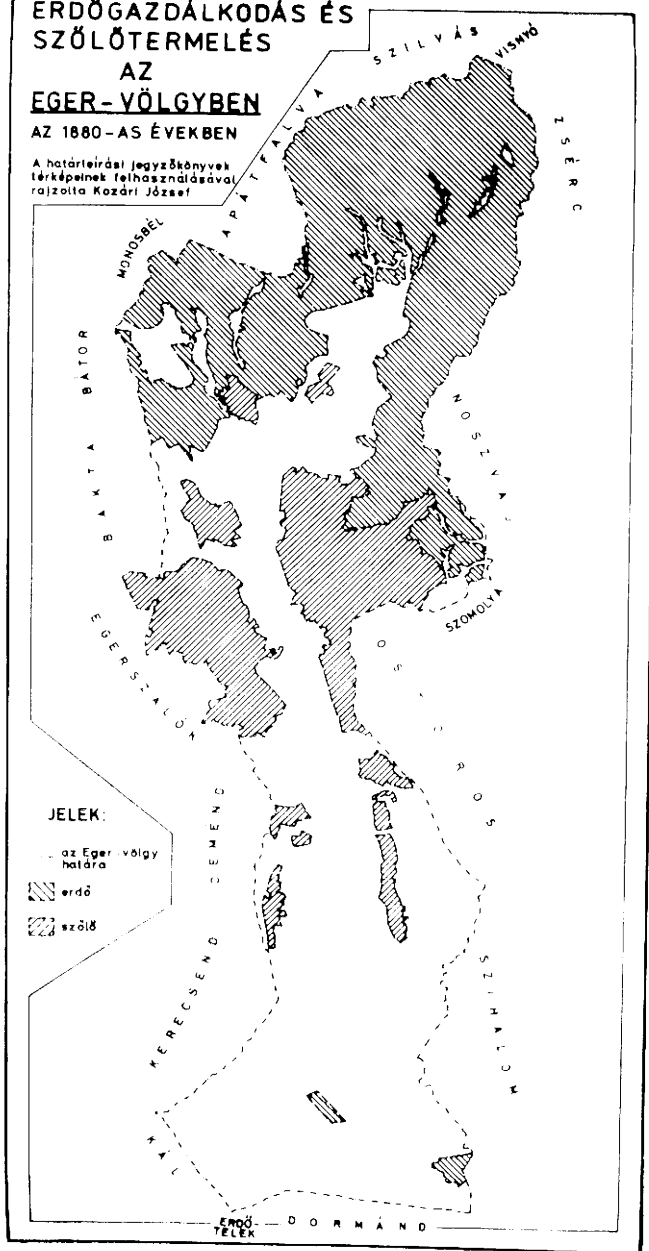 ERDŐGAZDÁLKODÁS ÉS
SZŐLŐTERMELÉS
AZ
EGER-VÖLGYBEN
AZ 1880-AS ÉVEKBEN
A határleírási jegyzőkönyvek
térképeinek felhasználásával
rajzolta Kozári József
SZILVÁS
VISNYÓ
ZSÉRC
APÁTFALVA
MONOSBÉL
BÁTOR
BAKTA
NOSZVAJ
SZOMOLYA
EGERSZALÓK
OSTOROS
DEMEND
KERECSEND
SZIHALOM
KÁL
ERDŐ
TELEK
DORMÁND
JELEK:
az Eger-völgy
határa
erdő
szőlő